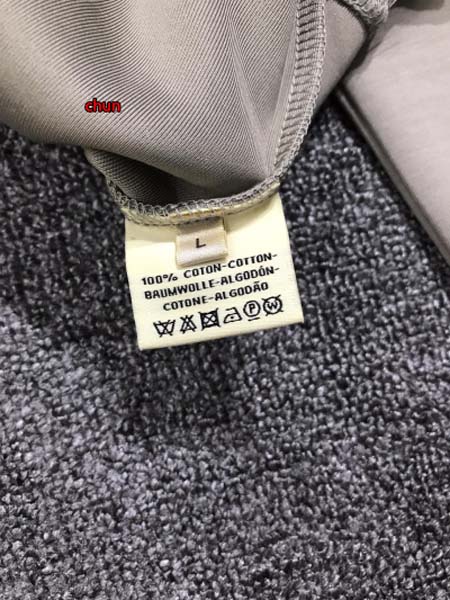 chun
L
100% COTON-COTTON-
BAUMWOLLE-ALGODÓN-
COTONE-ALGODÃO
P W